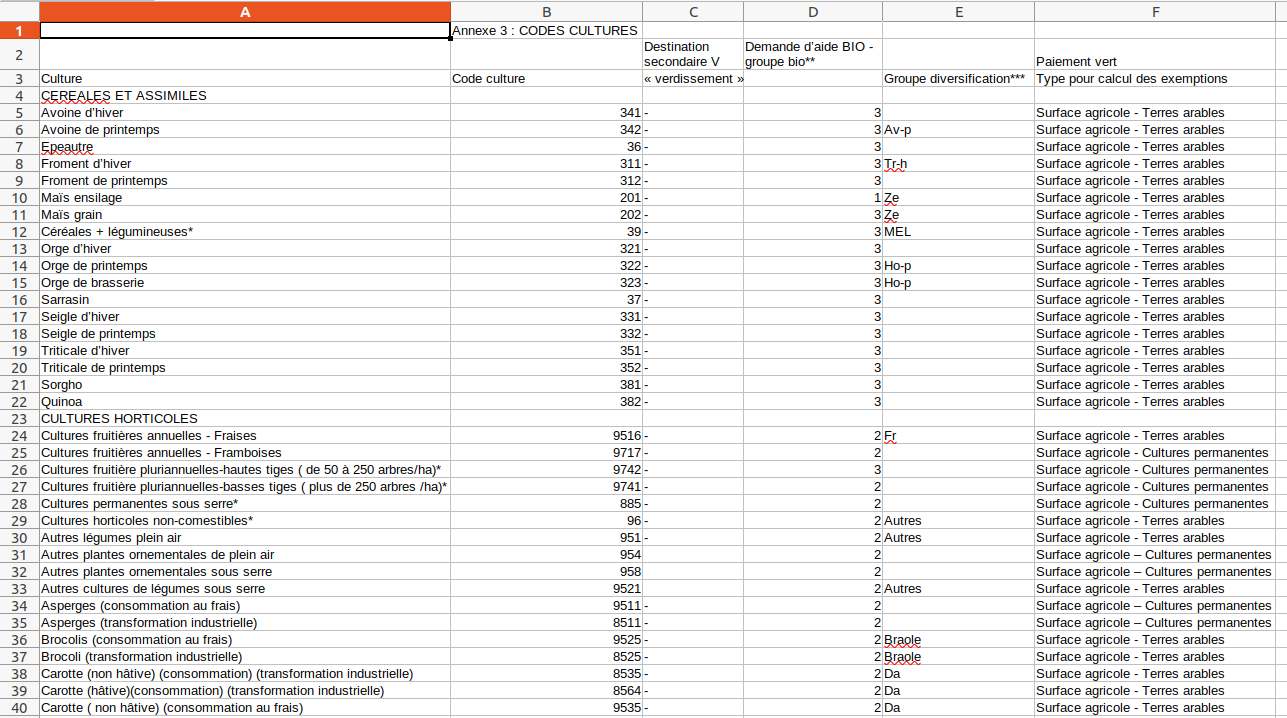 A B C D E F
1 Annexe 3 : CODES CULTURES
2 Destination secondaire V Demande d'aide BIO - groupe bio** Paiement vert
3 Culture Code culture « verdissement » Groupe diversification*** Type pour calcul des exemptions
4 CEREALES ET ASSIMILES
5 Avoine d'hiver 341 - 3 Surface agricole - Terres arables
6 Avoine de printemps 342 - 3 Av-p Surface agricole - Terres arables
7 Epeautre 36 - 3 Surface agricole - Terres arables
8 Froment d'hiver 311 - 3 Tr-h Surface agricole - Terres arables
9 Froment de printemps 312 - 3 Surface agricole - Terres arables
10 Maïs ensilage 201 - 1 Ze Surface agricole - Terres arables
11 Maïs grain 202 - 3 Ze Surface agricole - Terres arables
12 Céréales + légumineuses* 39 - 3 MEL Surface agricole - Terres arables
13 Orge d'hiver 321 - 3 Surface agricole - Terres arables
14 Orge de printemps 322 - 3 Ho-p Surface agricole - Terres arables
15 Orge de brasserie 323 - 3 Ho-p Surface agricole - Terres arables
16 Sarrasin 37 - 3 Surface agricole - Terres arables
17 Seigle d'hiver 331 - 3 Surface agricole - Terres arables
18 Seigle de printemps 332 - 3 Surface agricole - Terres arables
19 Triticale d'hiver 351 - 3 Surface agricole - Terres arables
20 Triticale de printemps 352 - 3 Surface agricole - Terres arables
21 Sorgho 381 - 3 Surface agricole - Terres arables
22 Quinoa 382 - 3 Surface agricole - Terres arables
23 CULTURES HORTICOLES
24 Cultures fruitières annuelles - Fraises 9516 - 2 Fr Surface agricole - Terres arables
25 Cultures fruitières annuelles - Framboises 9717 - 2 Surface agricole - Cultures permanentes
26 Cultures fruitière pluriannuelles-hautes tiges ( de 50 à 250 arbres/ha)* 9742 - 3 Surface agricole - Cultures permanentes
27 Cultures fruitière pluriannuelles-basses tiges ( plus de 250 arbres /ha)* 9741 - 2 Surface agricole - Cultures permanentes
28 Cultures permanentes sous serre* 885 - 2 Surface agricole - Cultures permanentes
29 Cultures horticoles non-comestibles* 96 - 2 Autres Surface agricole - Terres arables
30 Autres légumes plein air 951 - 2 Autres Surface agricole - Terres arables
31 Autres plantes ornementales de plein air 954 2 Surface agricole – Cultures permanentes
32 Autres plantes ornementales sous serre 958 2 Surface agricole – Cultures permanentes
33 Autres cultures de légumes sous serre 9521 2 Autres Surface agricole - Terres arables
34 Asperges (consommation au frais) 9511 - 2 Surface agricole – Cultures permanentes
35 Asperges (transformation industrielle) 8511 - 2 Surface agricole – Cultures permanentes
36 Brocolis (consommation au frais) 9525 - 2 Braole Surface agricole - Terres arables
37 Brocoli (transformation industrielle) 8525 - 2 Braole Surface agricole - Terres arables
38 Carotte (non hâtive) (consommation) (transformation industrielle) 8535 - 2 Da Surface agricole - Terres arables
39 Carotte (hâtive)(consommation) (transformation industrielle) 8564 - 2 Da Surface agricole - Terres arables
40 Carotte ( non hâtive) (consommation au frais) 9535 - 2 Da Surface agricole - Terres arables